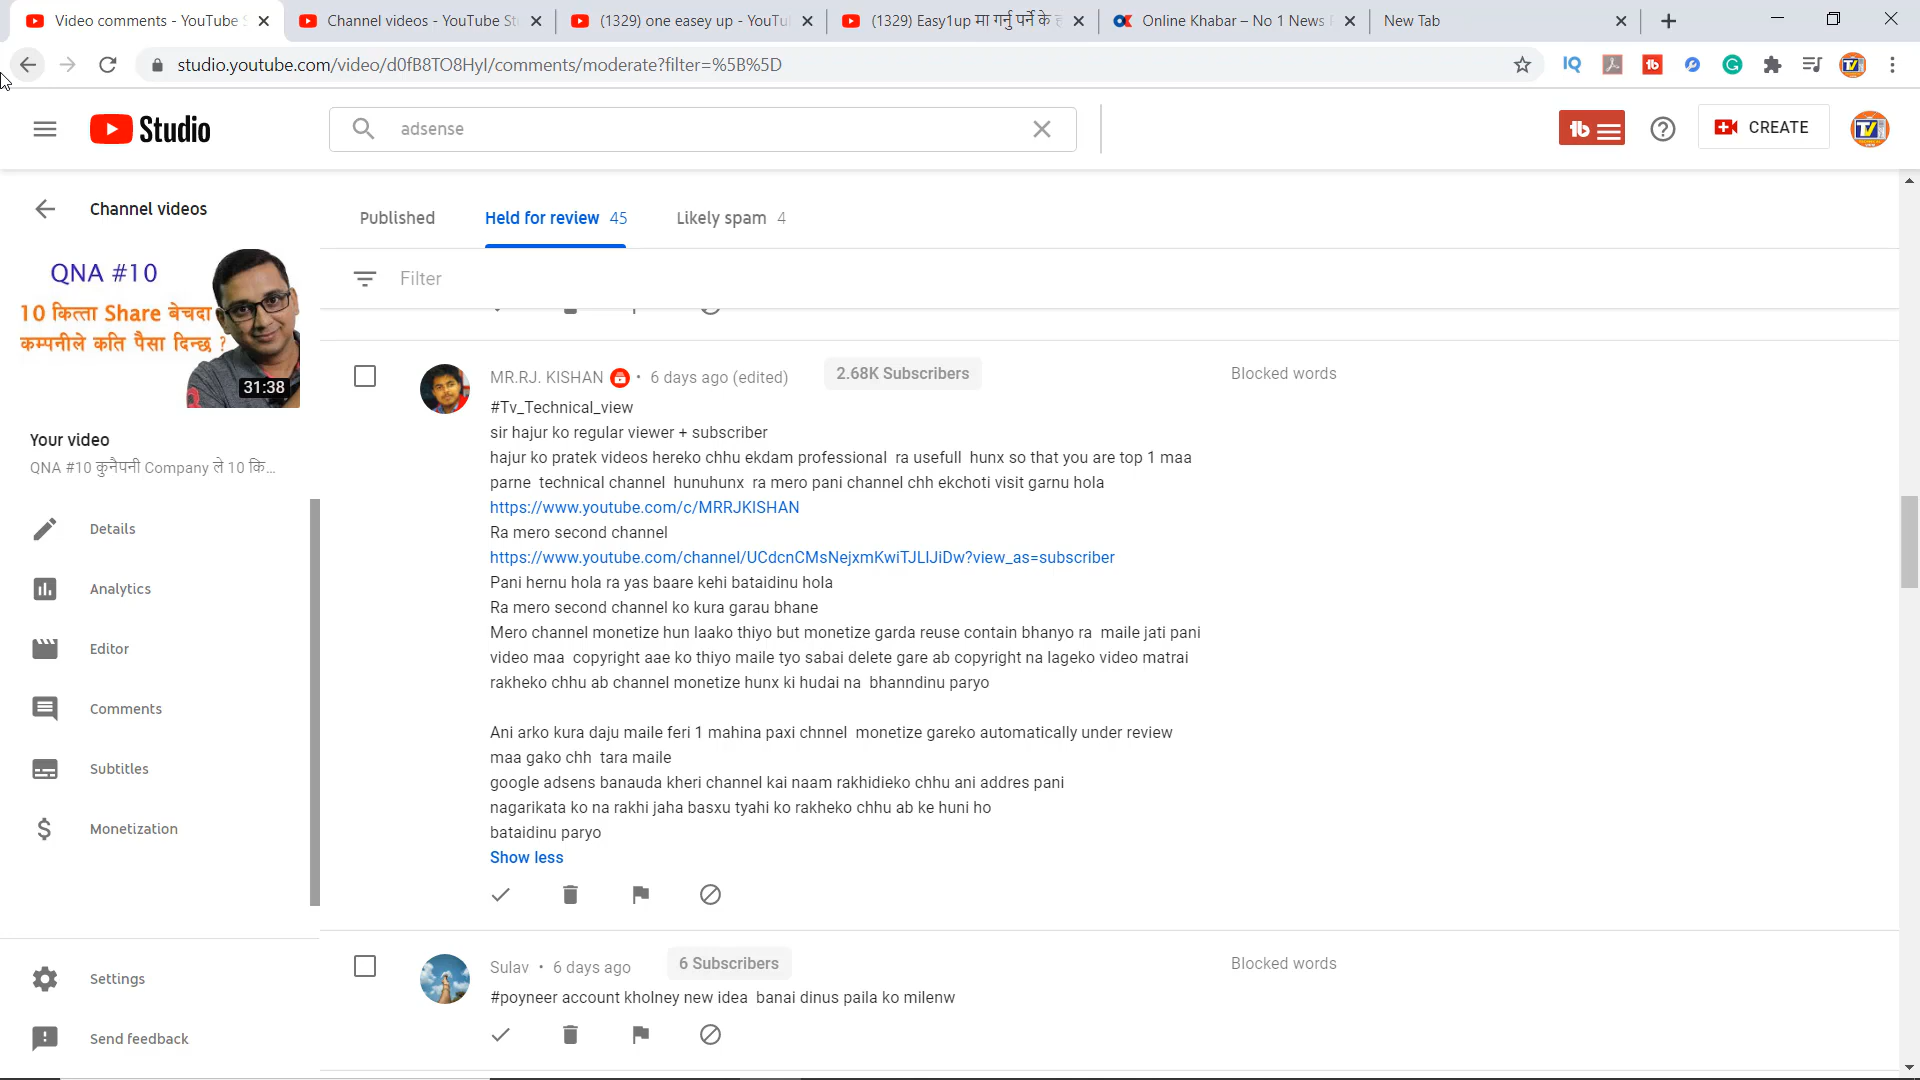 Video comments - YouTube S
Channel videos - YouTube St
(1329) one easey up - YouTu
(1329) Easy1up मा गर्नु पर्ने के
Online Khabar – No 1 News P
New Tab
studio.youtube.com/video/d0fB8TO8HyI/comments/moderate?filter=%5B%5D
Studio
adsense
CREATE
Channel videos
Published
Held for review 45
Likely spam 4
Filter
QNA #10
10 कित्ता Share बेचदा
कम्पनीले कति पैसा दिन्छ ?
31:38
Your video
QNA #10 कुनैपनी Company ले 10 कि...
Details
Analytics
Editor
Comments
Subtitles
Monetization
Settings
Send feedback
MR.RJ. KISHAN • 6 days ago (edited)
2.68K Subscribers
Blocked words
#Tv_Technical_view
sir hajur ko regular viewer + subscriber
hajur ko pratek videos hereko chhu ekdam professional ra usefull hunx so that you are top 1 maa
parne technical channel hunuhunx ra mero pani channel chh ekchoti visit garnu hola
https://www.youtube.com/c/MRRJKISHAN
Ra mero second channel
https://www.youtube.com/channel/UCdcnCMsNejxmKwiTJLIJiDw?view_as=subscriber
Pani hernu hola ra yas baare kehi bataidinu hola
Ra mero second channel ko kura garau bhane
Mero channel monetize hun laako thiyo but monetize garda reuse contain bhanyo ra maile jati pani
video maa copyright aae ko thiyo maile tyo sabai delete gare ab copyright na lageko video matrai
rakheko chhu ab channel monetize hunx ki hudai na bhanndinu paryo
Ani arko kura daju maile feri 1 mahina paxi chnnel monetize gareko automatically under review
maa gako chh tara maile
google adsens banauda kheri channel kai naam rakhidieko chhu ani addres pani
nagarikata ko na rakhi jaha basxu tyahi ko rakheko chhu ab ke huni ho
bataidinu paryo
Show less
Sulav • 6 days ago
6 Subscribers
Blocked words
#poyneer account kholney new idea banai dinus paila ko milenw